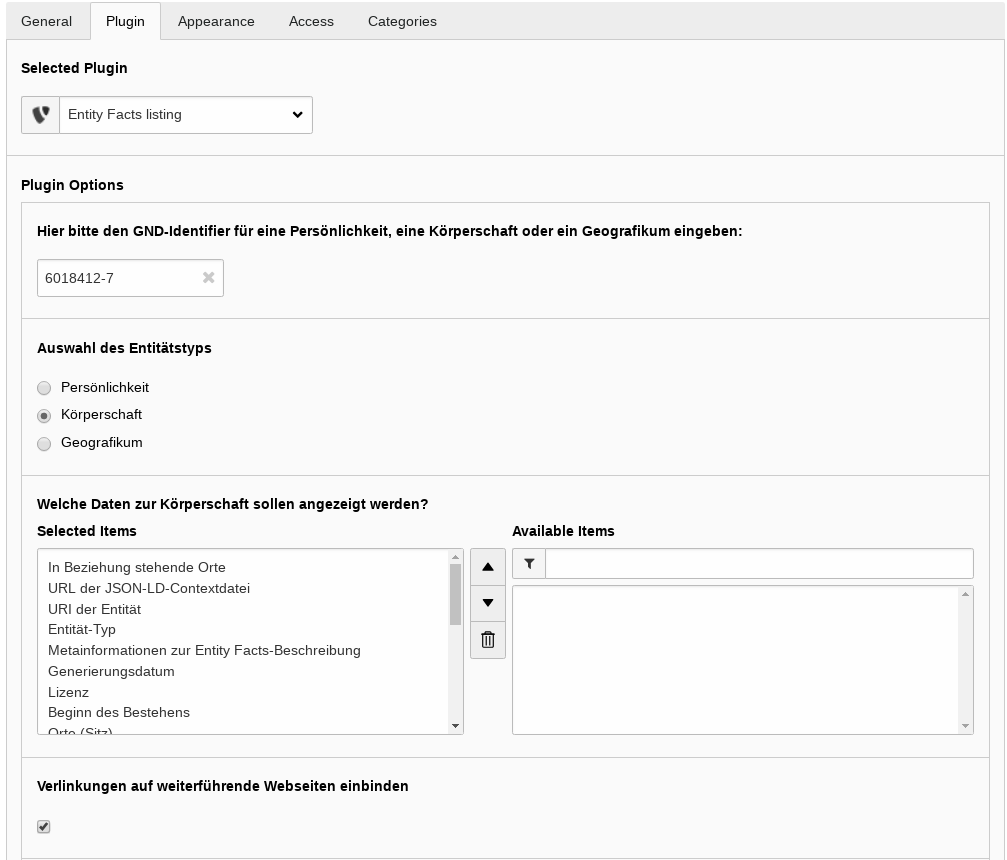 General Plugin Appearance Access Categories
Selected Plugin
Entity Facts listing
Plugin Options
Hier bitte den GND-Identifier für eine Persönlichkeit, eine Körperschaft oder ein Geografikum eingeben:
6018412-7
Auswahl des Entitätstyps
Persönlichkeit
Körperschaft
Geografikum
Welche Daten zur Körperschaft sollen angezeigt werden?
Selected Items
Available Items
In Beziehung stehende Orte
URL der JSON-LD-Contextdatei
URI der Entität
Entität-Typ
Metainformationen zur Entity Facts-Beschreibung
Generierungsdatum
Lizenz
Beginn des Bestehens
Orte (Sitz)
Verlinkungen auf weiterführende Webseiten einbinden